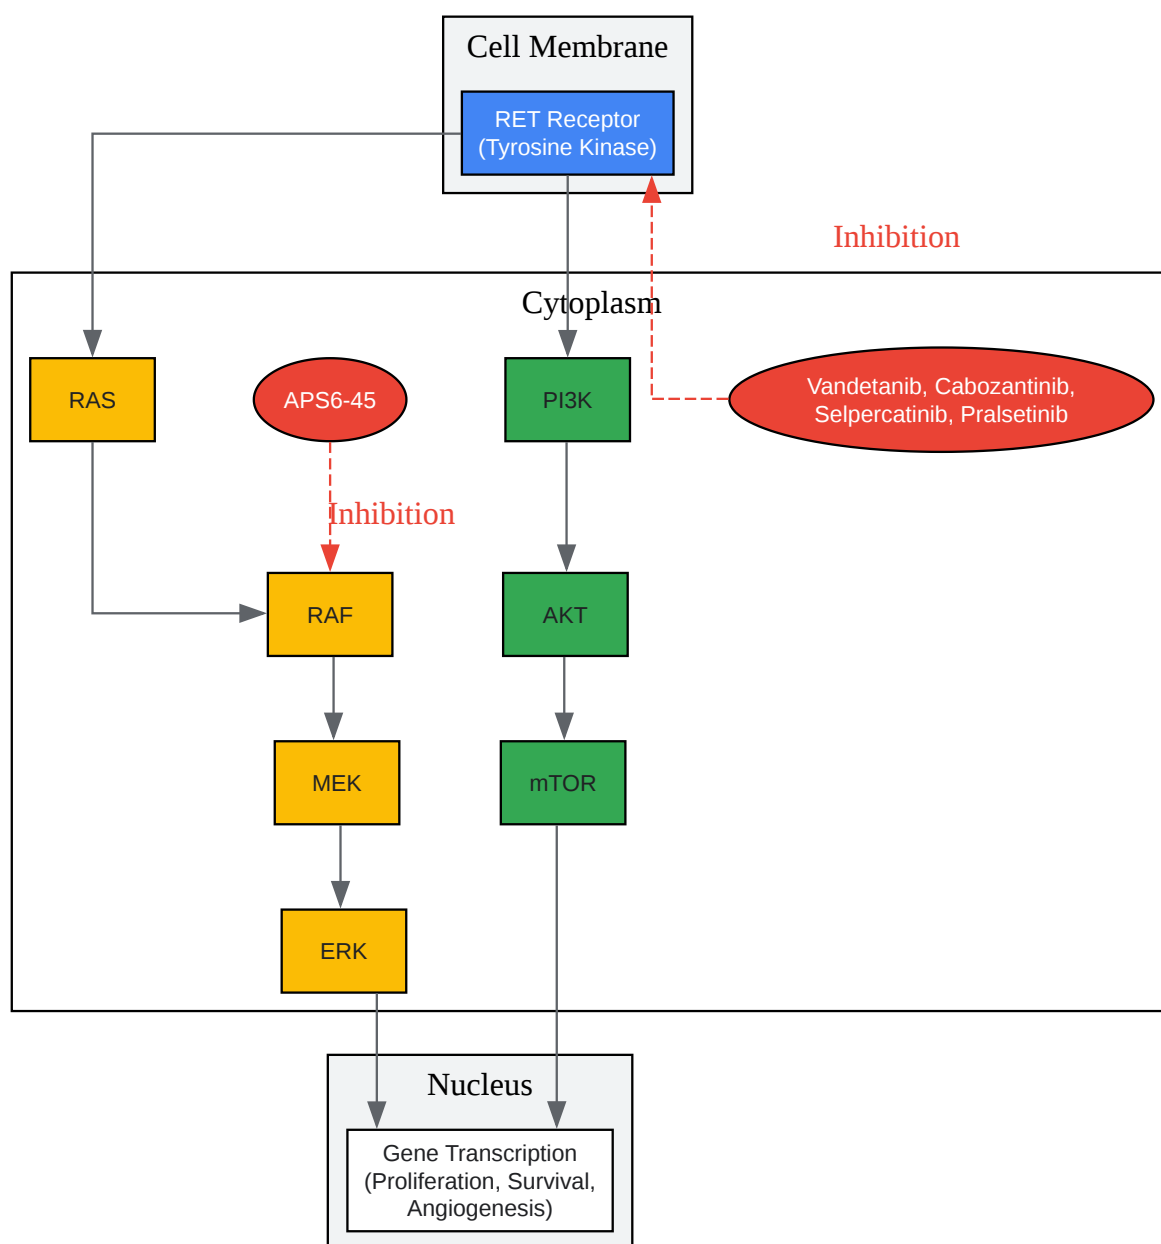 Cell Membrane
RET Receptor
(Tyrosine Kinase)
Inhibition
Cytoplasm
RAS
APS6-45
PI3K
Vandetanib, Cabozantinib,
Selpercatinib, Pralsetinib
Inhibition
RAF
AKT
MEK
mTOR
ERK
Nucleus
Gene Transcription
(Proliferation, Survival,
Angiogenesis)